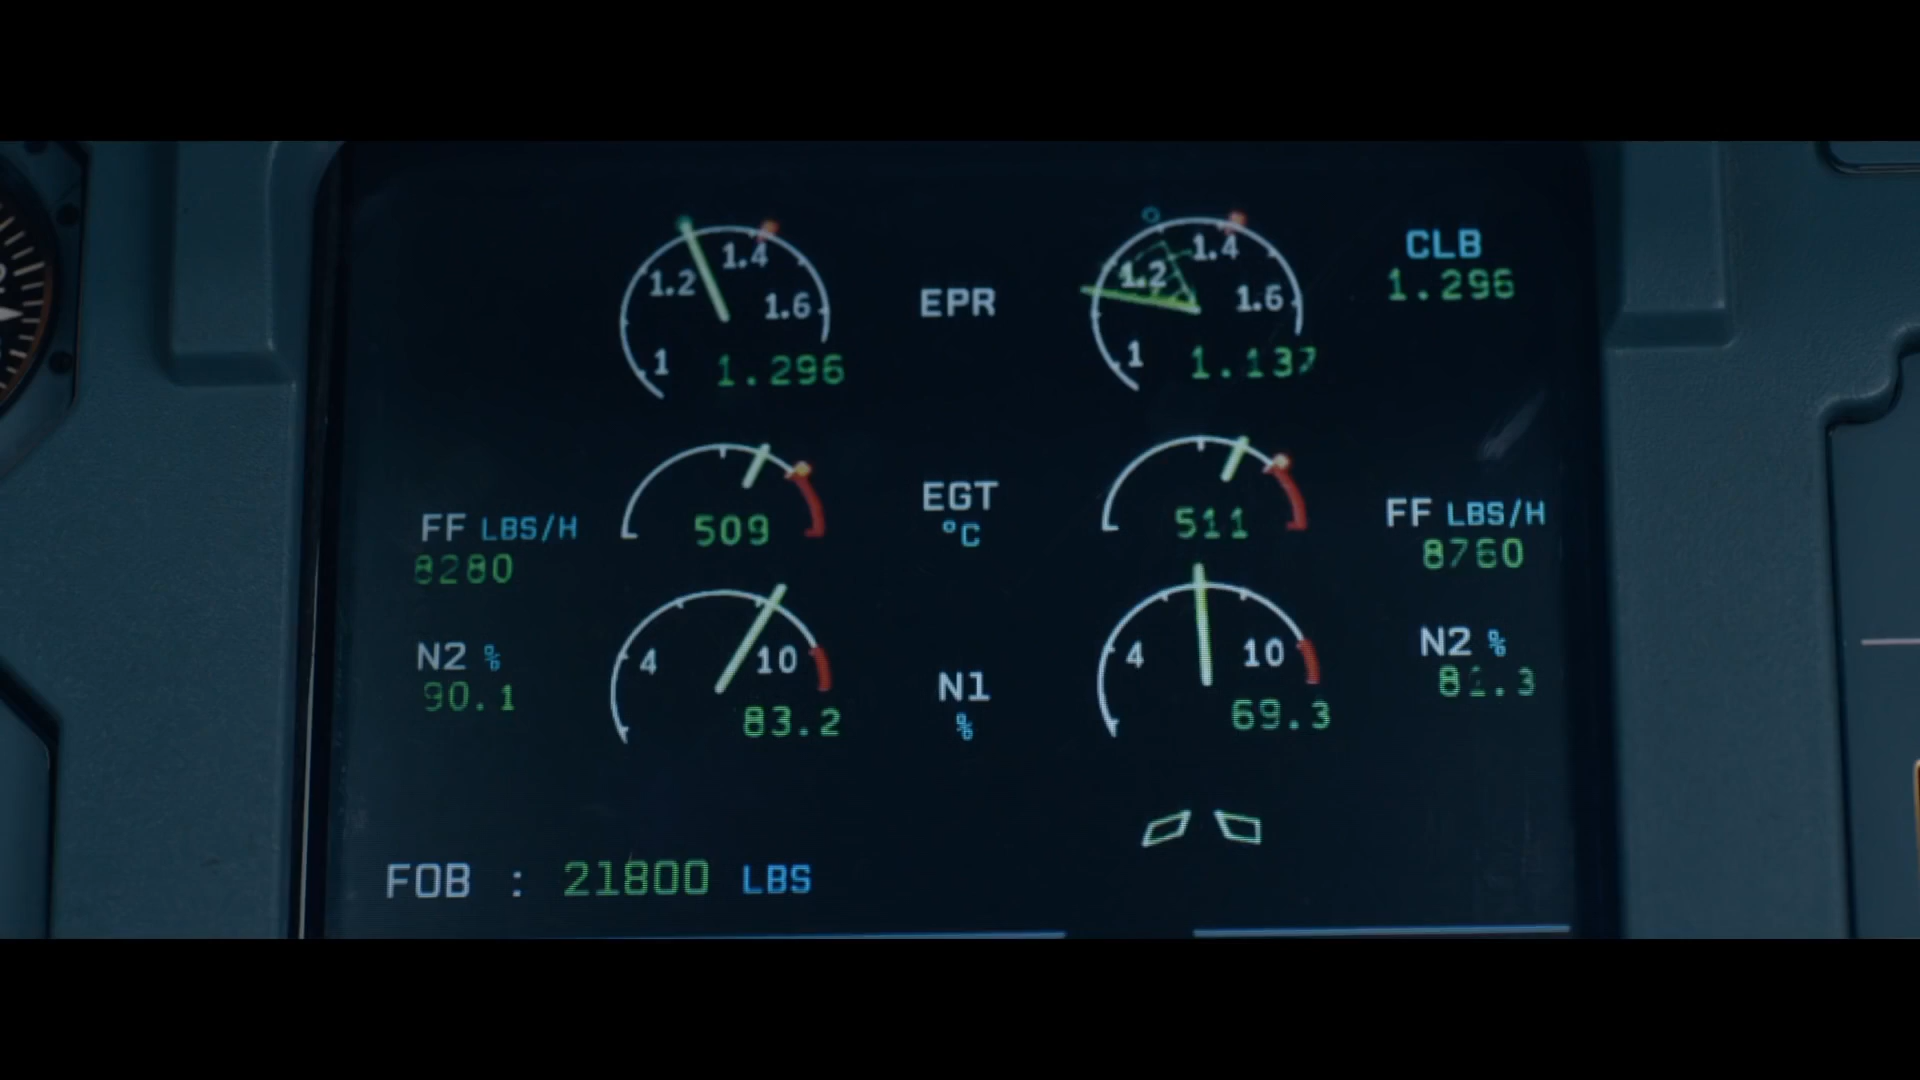 1.2 1.4 1.6 1
1.296
EPR
1.2 1.4 1.6 1
1.137
CLB
1.296
509
EGT
°C
511
FF LBS/H
8280
FF LBS/H
8760
N2 %
90.1
4 10
83.2
N1
%
4 10
69.3
N2 %
FOB : 21800 LBS